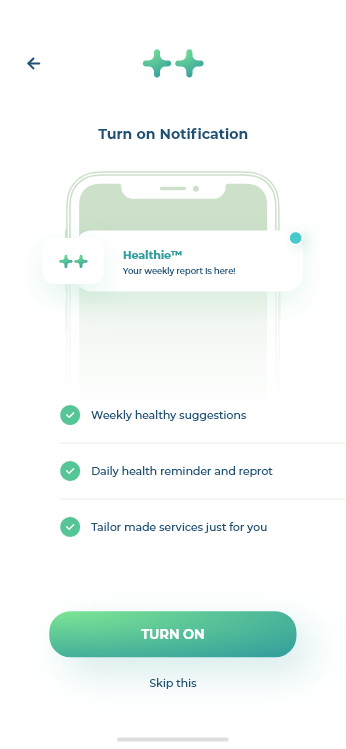 Turn on Notification
Healthie™
Your weekly report Is here!
Weekly healthy suggestions
Daily health reminder and reprot
Tailor made services just for you
TURN ON
Skip this